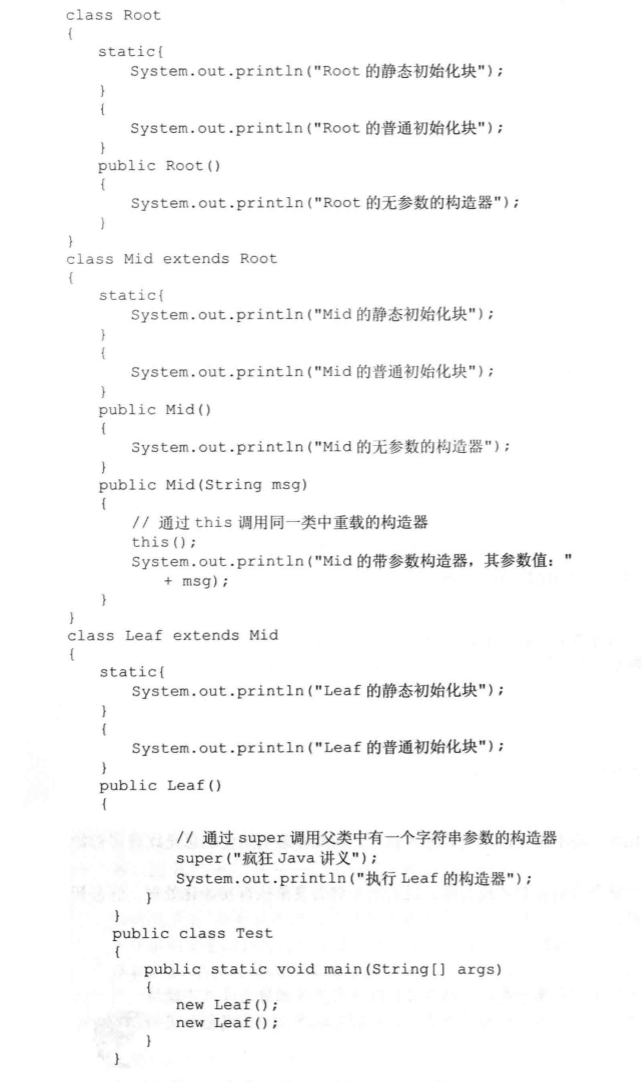 class Root
{
static{
System.out.println("Root 的静态初始化块");
}
{
System.out.println("Root 的普通初始化块");
}
public Root()
{
System.out.println("Root 的无参数的构造器");
}
}
class Mid extends Root
{
static{
System.out.println("Mid 的静态初始化块");
}
{
System.out.println("Mid 的普通初始化块");
}
public Mid()
{
System.out.println("Mid 的无参数的构造器");
}
public Mid(String msg)
{
// 通过 this 调用同一类中重载的构造器
this();
System.out.println("Mid 的带参数构造器，其参数值："
+ msg);
}
}
class Leaf extends Mid
{
static{
System.out.println("Leaf 的静态初始化块");
}
{
System.out.println("Leaf 的普通初始化块");
}
public Leaf()
{
// 通过 super 调用父类中有一个字符串参数的构造器
super("疯狂 Java 讲义");
System.out.println("执行 Leaf 的构造器");
}
}
public class Test
{
public static void main(String[] args)
{
new Leaf();
new Leaf();
}
}